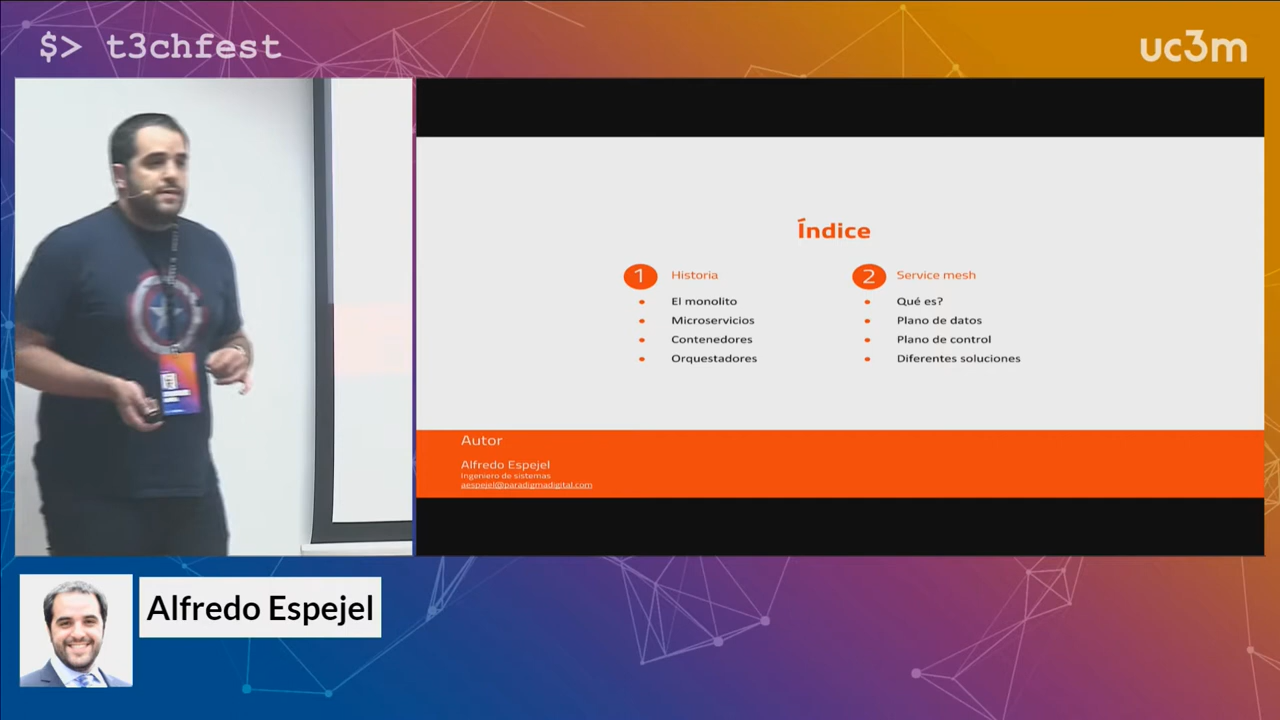 $> t3chfest
uc3m
Índice
1 Historia
• El monolito
• Microservicios
• Contenedores
• Orquestadores
2 Service mesh
• Qué es?
• Plano de datos
• Plano de control
• Diferentes soluciones
Autor
Alfredo Espejel
Ingeniero de sistemas
aespejel@paradigmadigital.com
Alfredo Espejel